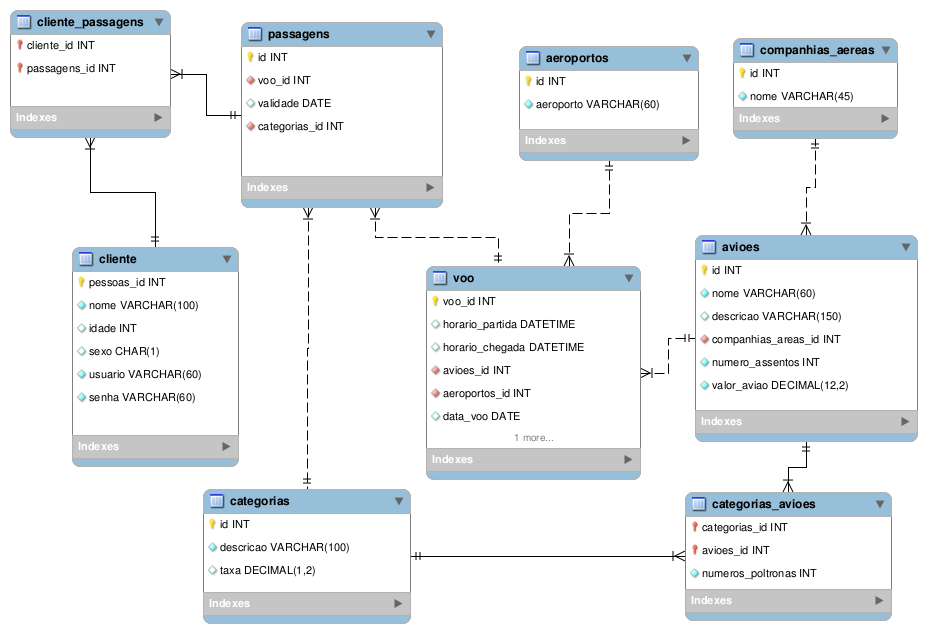 cliente_passagens
cliente_id INT
passagens_id INT
Indexes
passagens
id INT
voo_id INT
validade DATE
categorias_id INT
Indexes
aeroportos
id INT
aeroporto VARCHAR(60)
Indexes
companhias_aereas
id INT
nome VARCHAR(45)
Indexes
cliente
pessoas_id INT
nome VARCHAR(100)
idade INT
sexo CHAR(1)
usuario VARCHAR(60)
senha VARCHAR(60)
Indexes
voo
voo_id INT
horario_partida DATETIME
horario_chegada DATETIME
avioes_id INT
aeroportos_id INT
data_voo DATE
1 more...
Indexes
avioes
id INT
nome VARCHAR(60)
descricao VARCHAR(150)
companhias_areas_id INT
numero_assentos INT
valor_aviao DECIMAL(12,2)
Indexes
categorias
id INT
descricao VARCHAR(100)
taxa DECIMAL(1,2)
Indexes
categorias_avioes
categorias_id INT
avioes_id INT
numeros_poltronas INT
Indexes